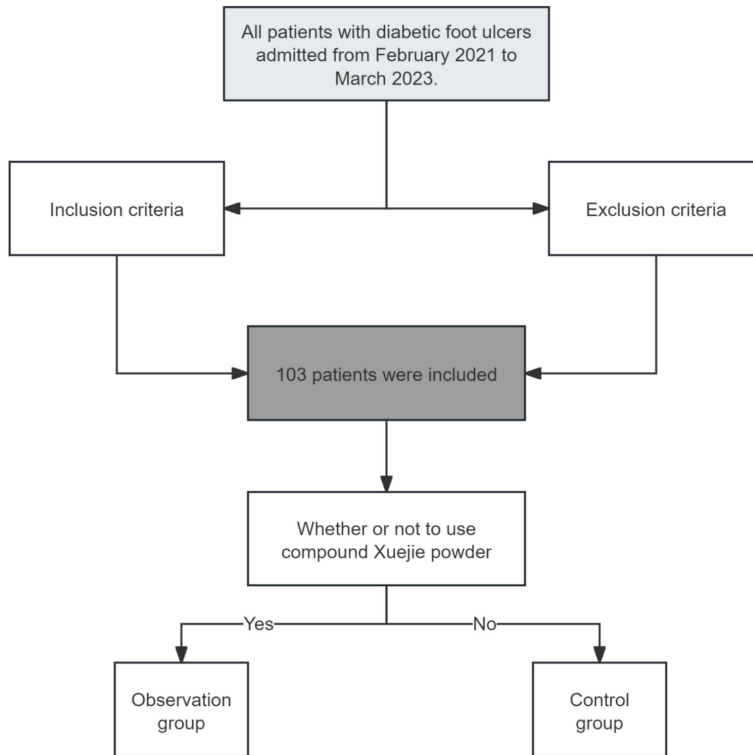 All patients with diabetic foot ulcers
admitted from February 2021 to
March 2023.
Inclusion criteria
Exclusion criteria
103 patients were included
Whether or not to use
compound Xuejie powder
Yes
No
Observation
group
Control
group